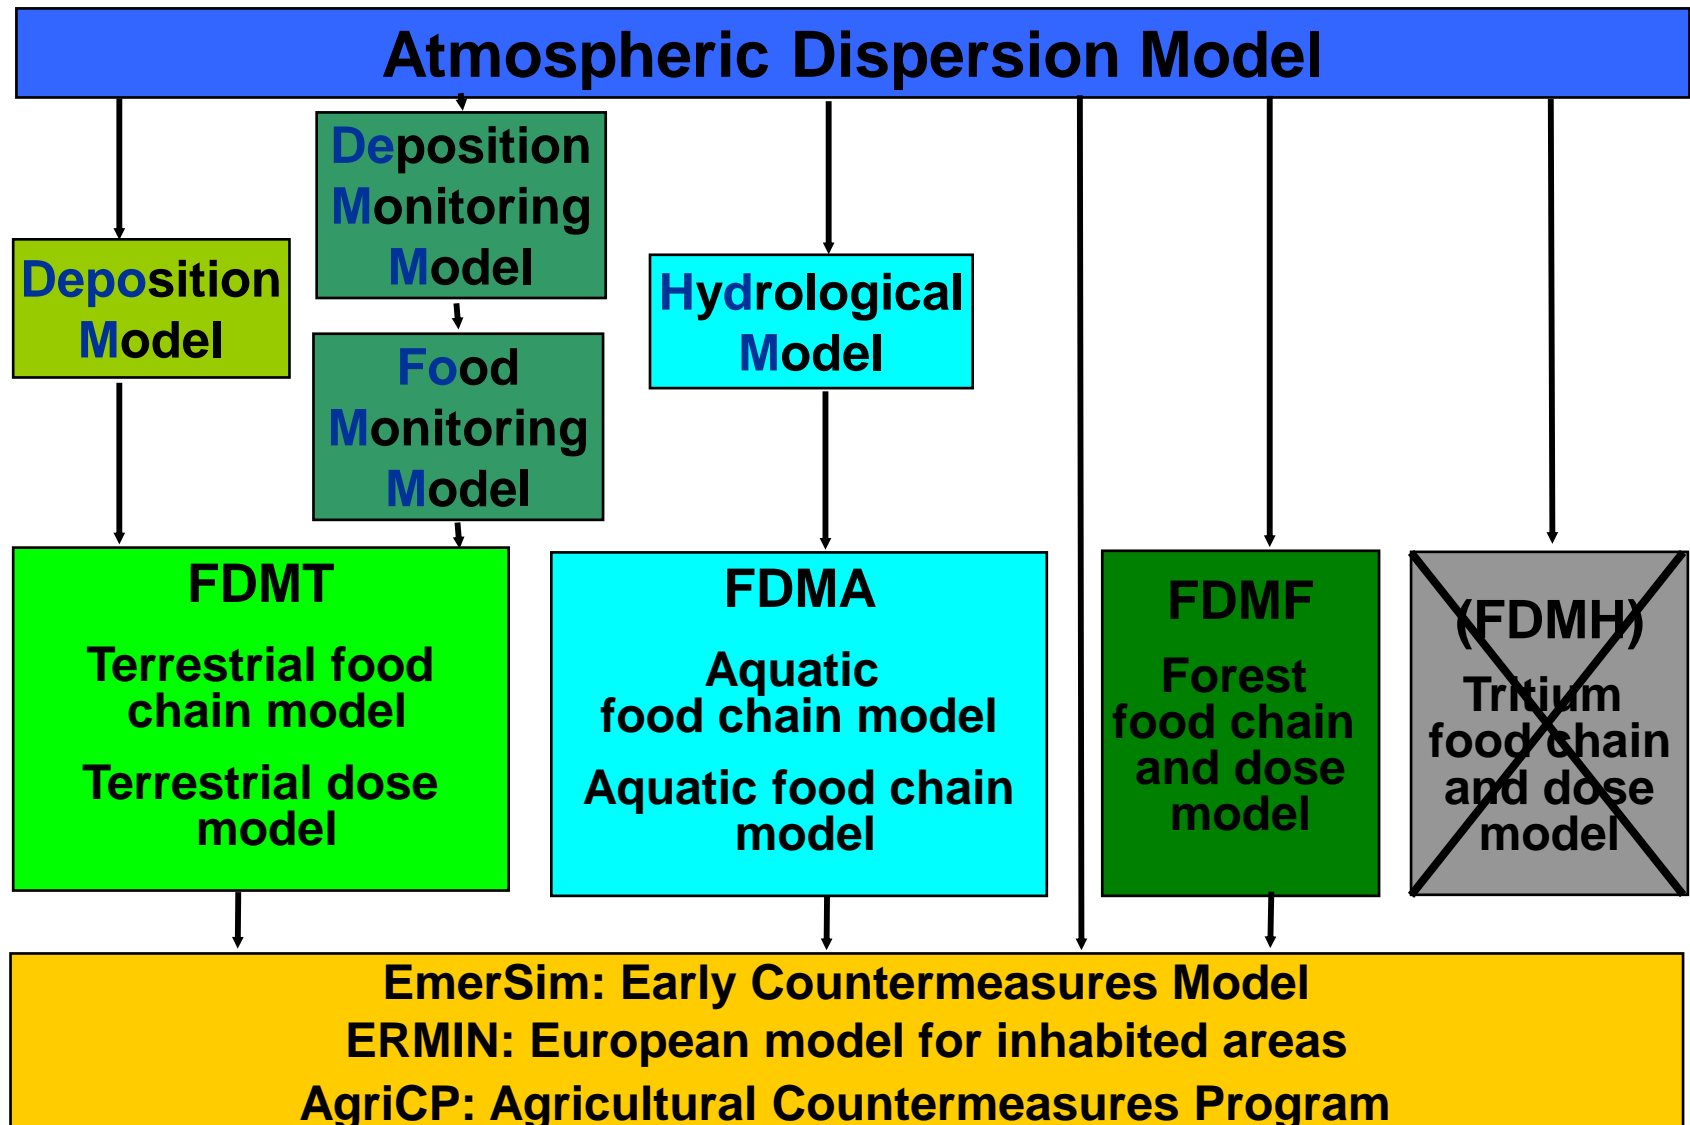 Atmospheric Dispersion Model
Deposition
Monitoring
Model
Deposition
Model
Hydrological
Model
Food
Monitoring
Model
FDMT
Terrestrial food
chain model
Terrestrial dose
model
FDMA
Aquatic
food chain model
Aquatic food chain
model
FDMF
Forest
food chain
and dose
model
(FDMH)
Tritium
food chain
and dose
model
EmerSim: Early Countermeasures Model
ERMIN: European model for inhabited areas
AgriCP: Agricultural Countermeasures Program